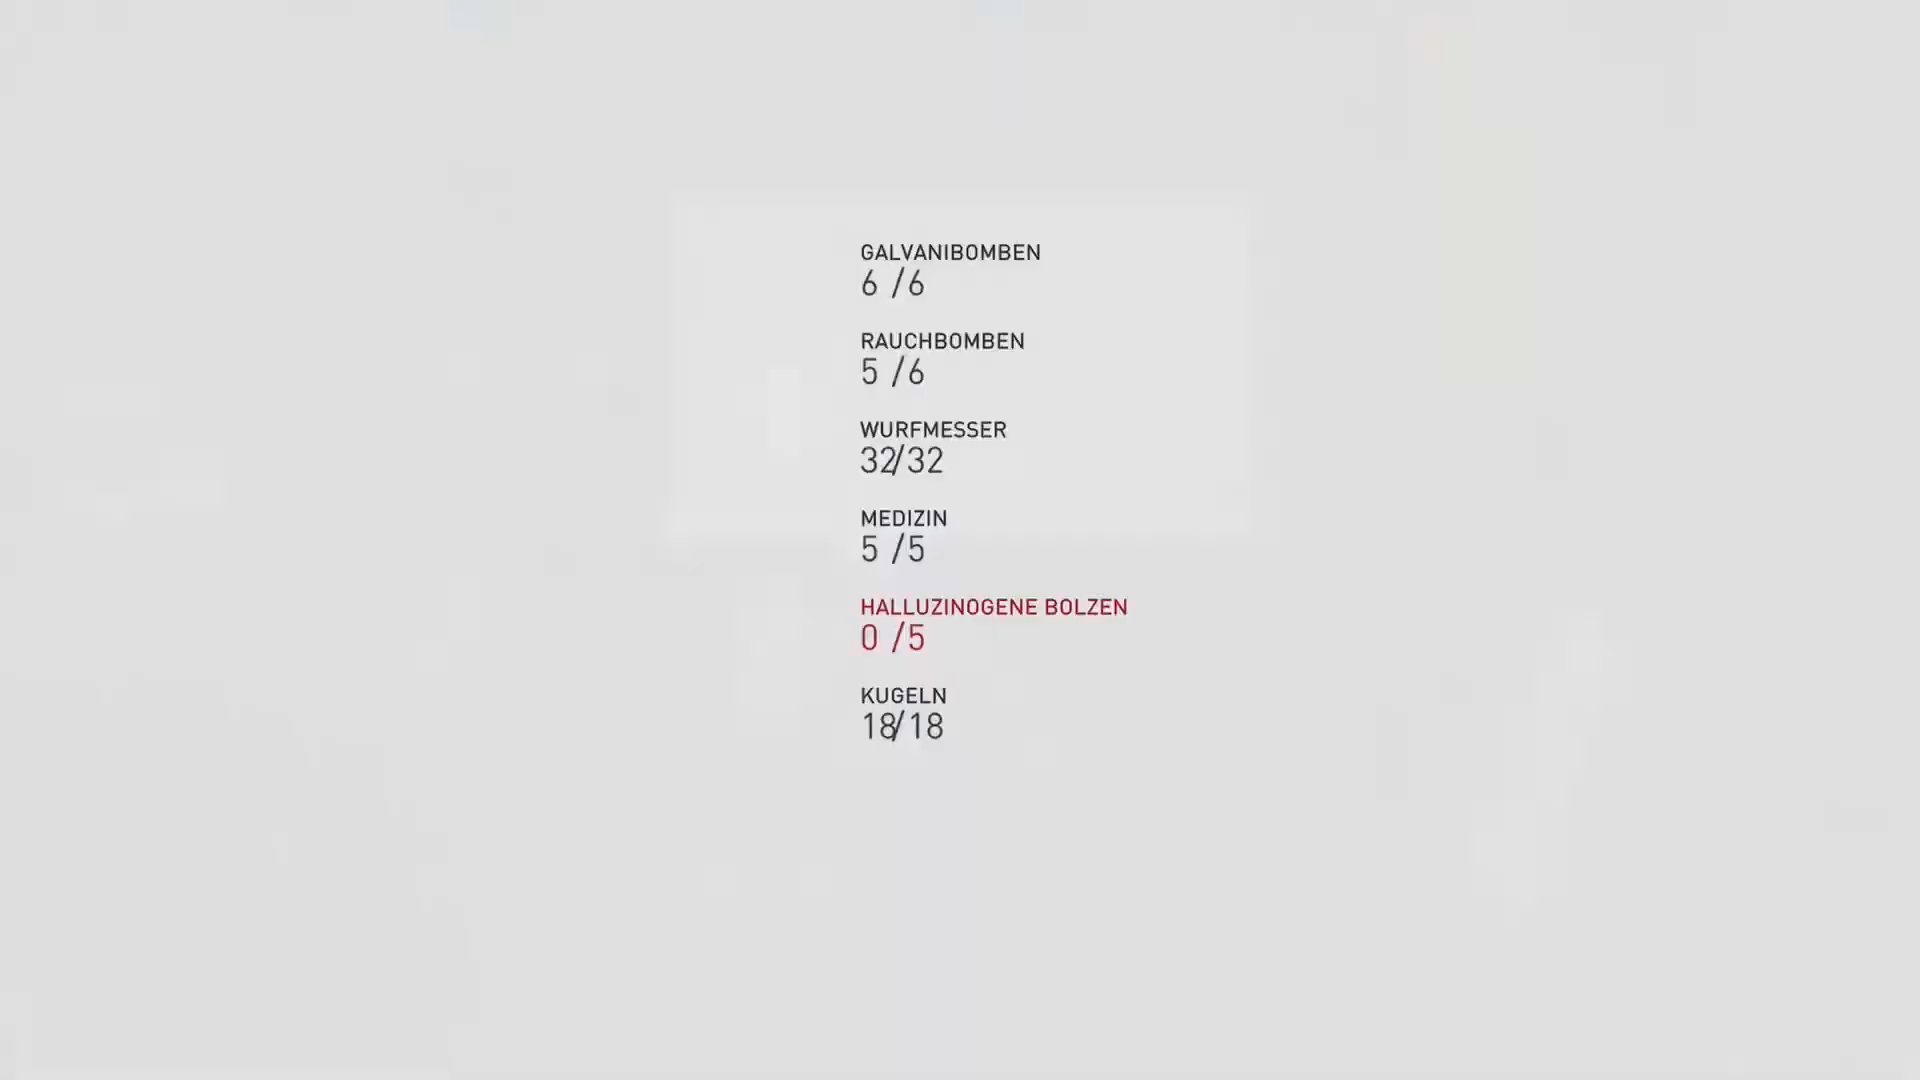 GALVANIBOMBEN
6 /6
RAUCHBOMBEN
5 /6
WURFMESSER
32/32
MEDIZIN
5 /5
HALLUZINOGENE BOLZEN
0 /5
KUGELN
18/18